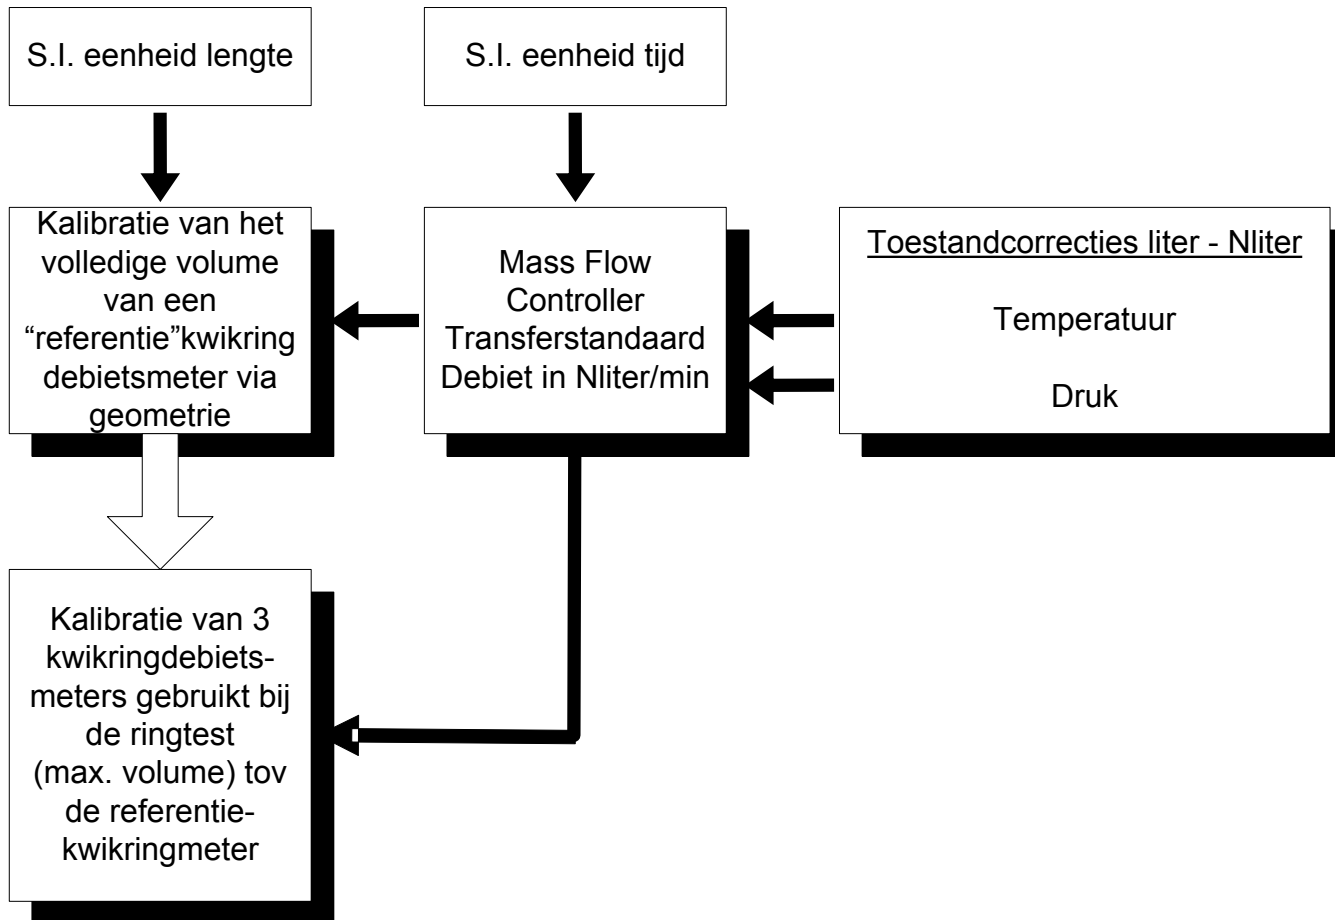 S.I. eenheid lengte
S.I. eenheid tijd
Kalibratie van het
volledige volume
van een
“referentie”kwikring
debietsmeter via
geometrie
Mass Flow
Controller
Transferstandaard
Debiet in Nliter/min
Toestandcorrecties liter - Nliter
Temperatuur
Druk
Kalibratie van 3
kwikringdebiets-
meters gebruikt bij
de ringtest
(max. volume) tov
de referentie-
kwikringmeter